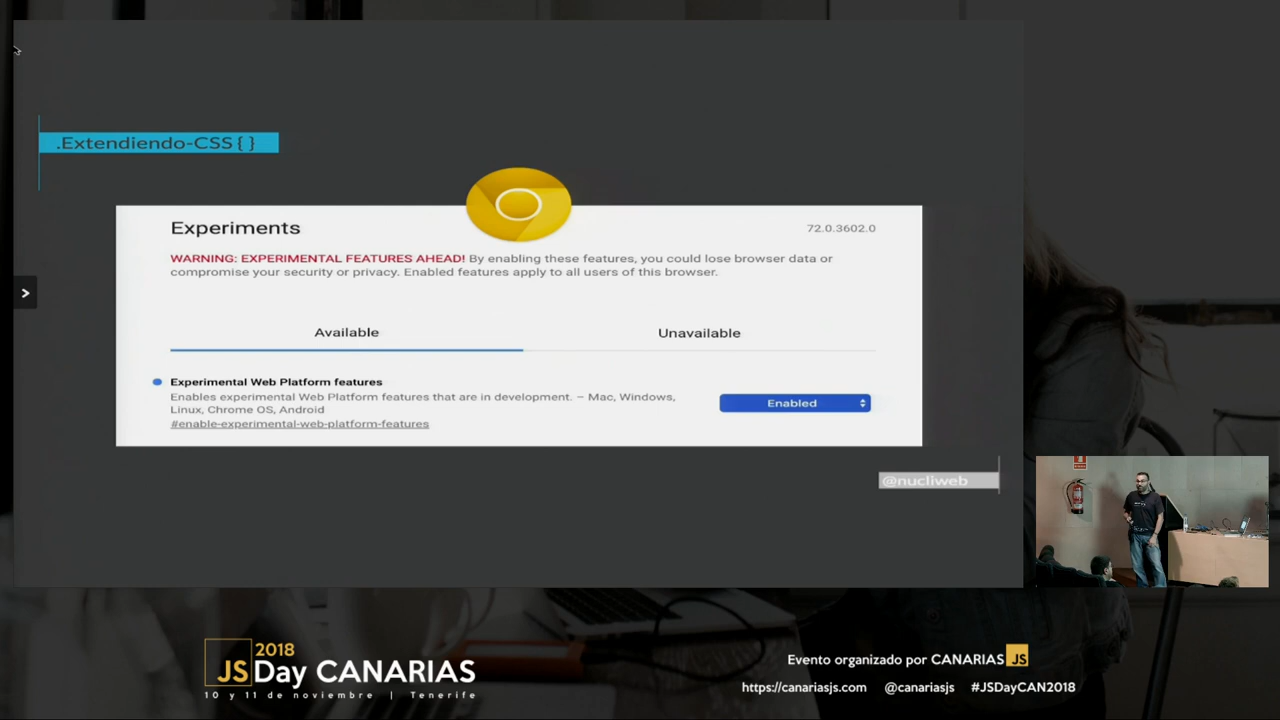 .Extendiendo-CSS{ }
Experiments
72.0.3602.0
WARNING: EXPERIMENTAL FEATURES AHEAD! By enabling these features, you could lose browser data or
compromise your security or privacy. Enabled features apply to all users of this browser.
Available
Unavailable
Experimental Web Platform features
Enables experimental Web Platform features that are in development. – Mac, Windows,
Linux, Chrome OS, Android
#enable-experimental-web-platform-features
Enabled
@nucliweb
2018
JSDay CANARIAS
10 y 11 de noviembre | Tenerife
Evento organizado por CANARIAS JS
https://canariasjs.com @canariasjs #JSDayCAN2018